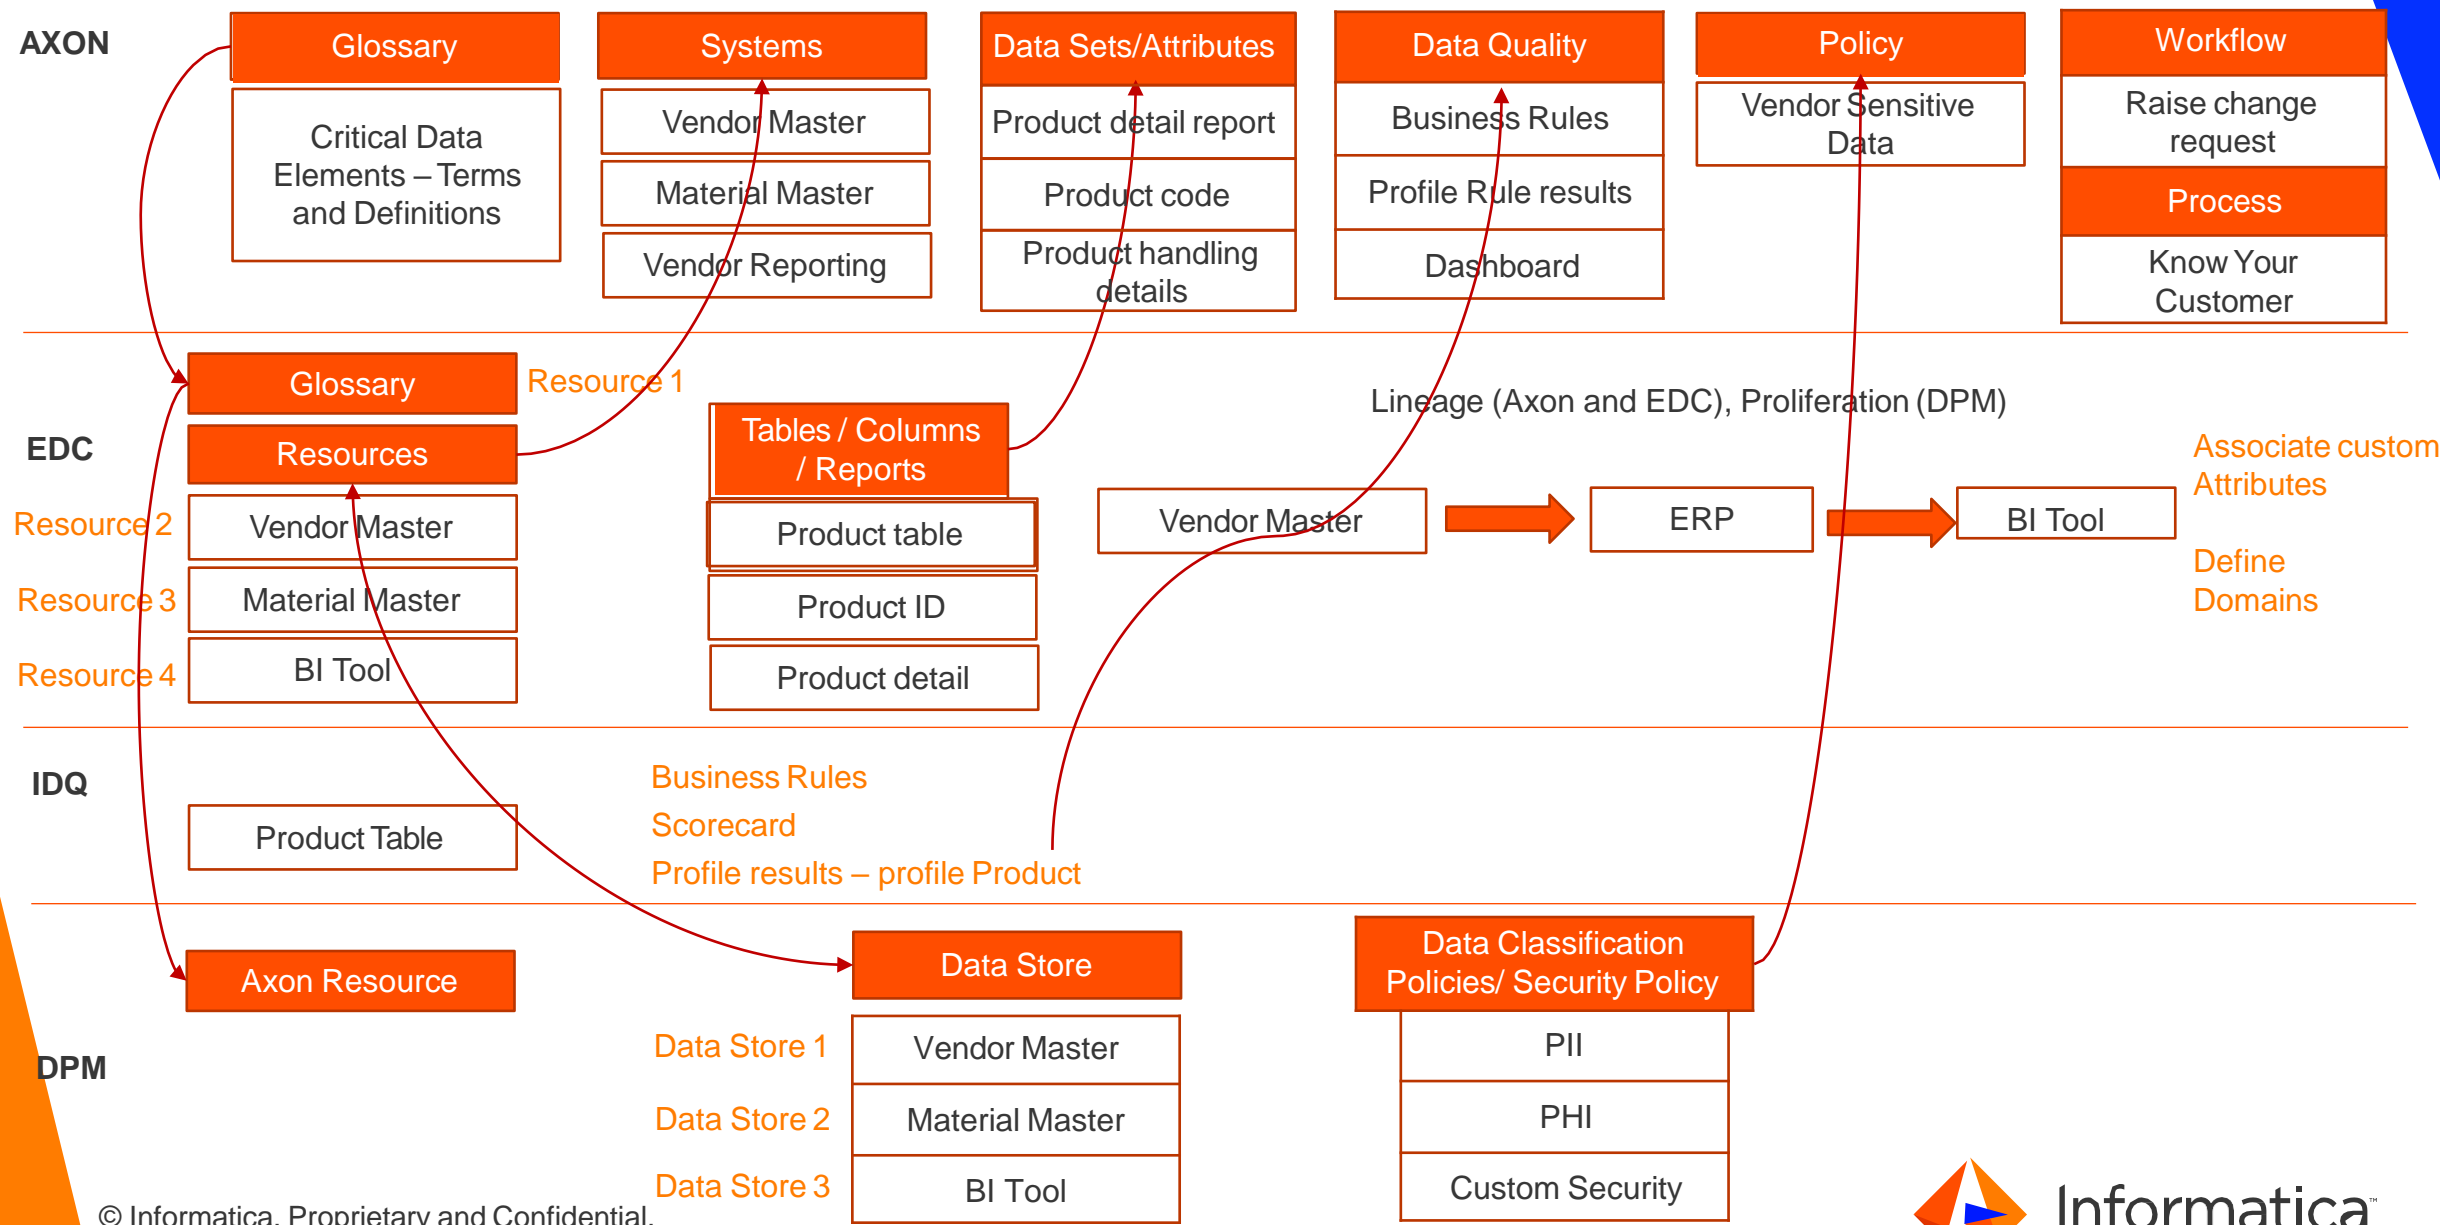 AXON
Glossary
Critical Data
Elements – Terms
and Definitions
Systems
Vendor Master
Material Master
Vendor Reporting
Data Sets/Attributes
Product detail report
Product code
Product handling
details
Data Quality
Business Rules
Profile Rule results
Dashboard
Policy
Vendor Sensitive
Data
Workflow
Raise change
request
Process
Know Your
Customer
EDC
Glossary
Resource 1
Resources
Resource 2
Vendor Master
Resource 3
Material Master
Resource 4
BI Tool
Tables / Columns
/ Reports
Product table
Product ID
Product detail
Lineage (Axon and EDC), Proliferation (DPM)
Vendor Master
ERP
BI Tool
Associate custom
Attributes
Define
Domains
IDQ
Product Table
Business Rules
Scorecard
Profile results – profile Product
DPM
Axon Resource
Data Store
Data Store 1
Vendor Master
Data Store 2
Material Master
Data Store 3
BI Tool
Data Classification
Policies/ Security Policy
PII
PHI
Custom Security
© Informatica. Proprietary and Confidential.
Informatica™